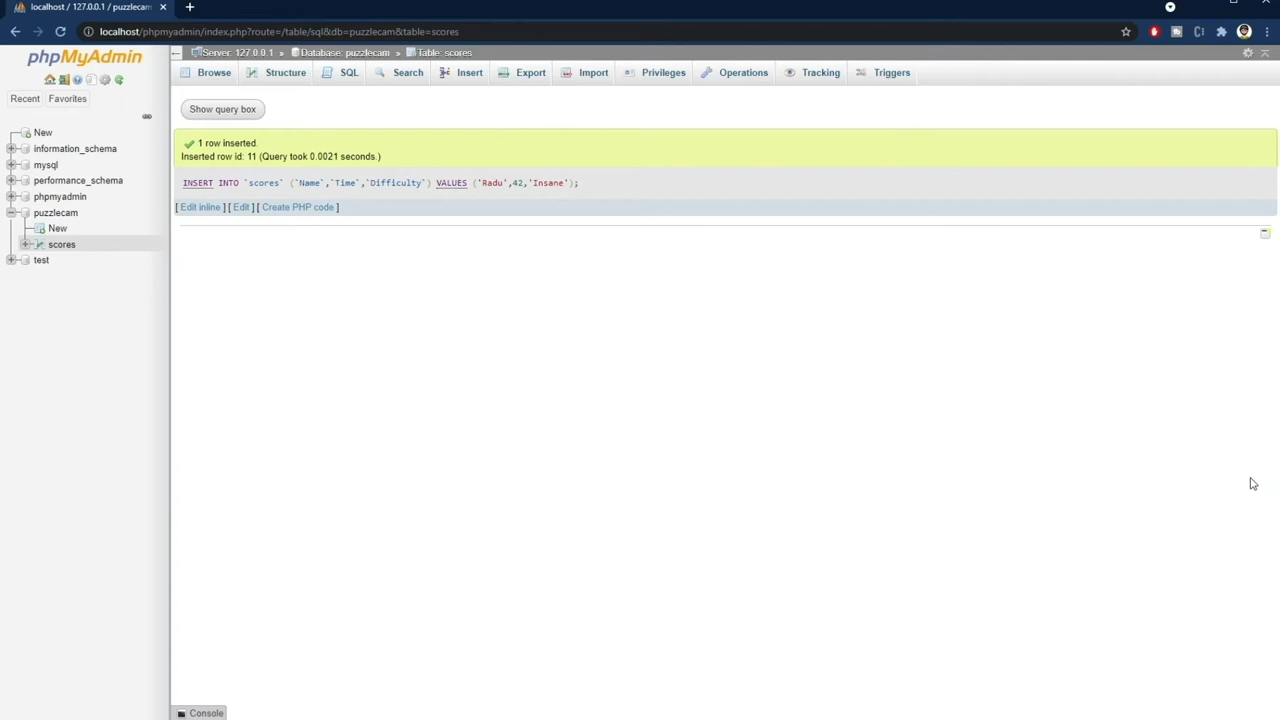 localhost / 127.0.0.1 / puzzlecam
localhost/phpmyadmin/index.php?route=/table/sql&db=puzzlecam&table=scores
phpMyAdmin
Server: 127.0.0.1 » Database: puzzlecam » Table: scores
Browse Structure SQL Search Insert Export Import Privileges Operations Tracking Triggers
Recent Favorites
Show query box
New
information_schema
mysql
performance_schema
phpmyadmin
puzzlecam
New
scores
test
1 row inserted.
Inserted row id: 11 (Query took 0.0021 seconds.)
INSERT INTO `scores` (`Name`,`Time`,`Difficulty`) VALUES ('Radu',42,'Insane');
[ Edit inline ] [ Edit ] [ Create PHP code ]
Console